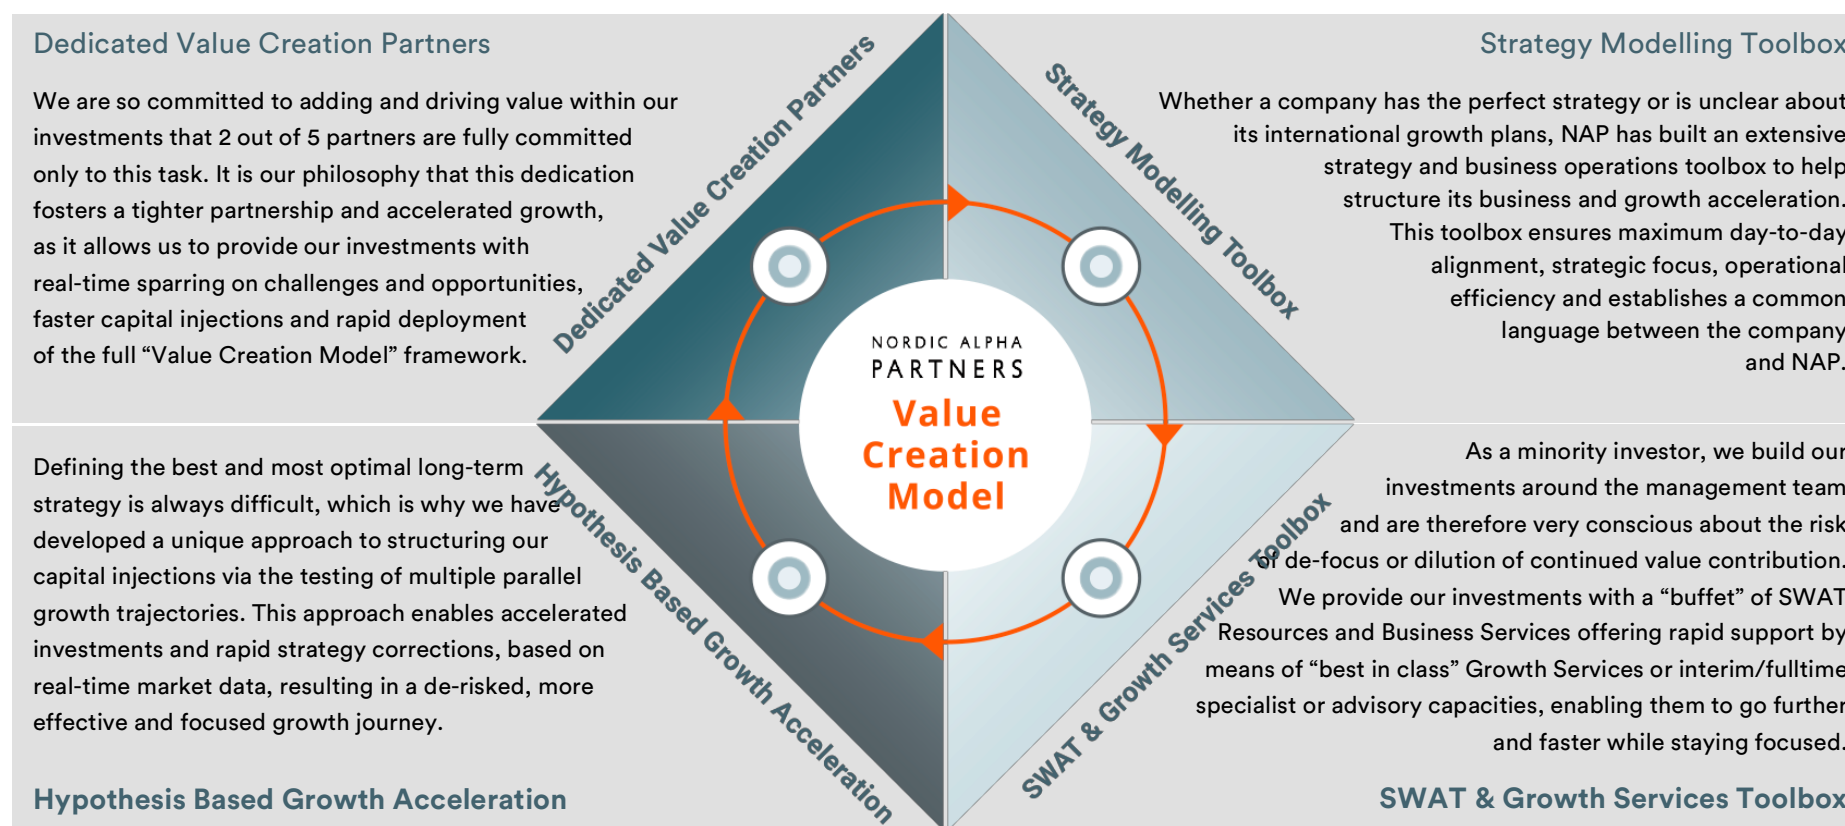 Dedicated Value Creation Partners
We are so committed to adding and driving value within our
investments that 2 out of 5 partners are fully committed
only to this task. It is our philosophy that this dedication
fosters a tighter partnership and accelerated growth,
as it allows us to provide our investments with
real-time sparring on challenges and opportunities,
faster capital injections and rapid deployment
of the full “Value Creation Model” framework.
Dedicated Value Creation Partners
Strategy Modelling Toolbox
Strategy Modelling Toolbox
Whether a company has the perfect strategy or is unclear about
its international growth plans, NAP has built an extensive
strategy and business operations toolbox to help
structure its business and growth acceleration.
This toolbox ensures maximum day-to-day
alignment, strategic focus, operational
efficiency and establishes a common
language between the company
and NAP.
NORDIC ALPHA
PARTNERS
Value
Creation
Model
Defining the best and most optimal long-term
strategy is always difficult, which is why we have
developed a unique approach to structuring our
capital injections via the testing of multiple parallel
growth trajectories. This approach enables accelerated
investments and rapid strategy corrections, based on
real-time market data, resulting in a de-risked, more
effective and focused growth journey.
Hypothesis Based Growth Acceleration
Hypothesis Based Growth Acceleration
SWAT & Growth Services Toolbox
As a minority investor, we build our
investments around the management team
and are therefore very conscious about the risk
of de-focus or dilution of continued value contribution.
We provide our investments with a “buffet” of SWAT
Resources and Business Services offering rapid support by
means of “best in class” Growth Services or interim/fulltime
specialist or advisory capacities, enabling them to go further
and faster while staying focused.
SWAT & Growth Services Toolbox